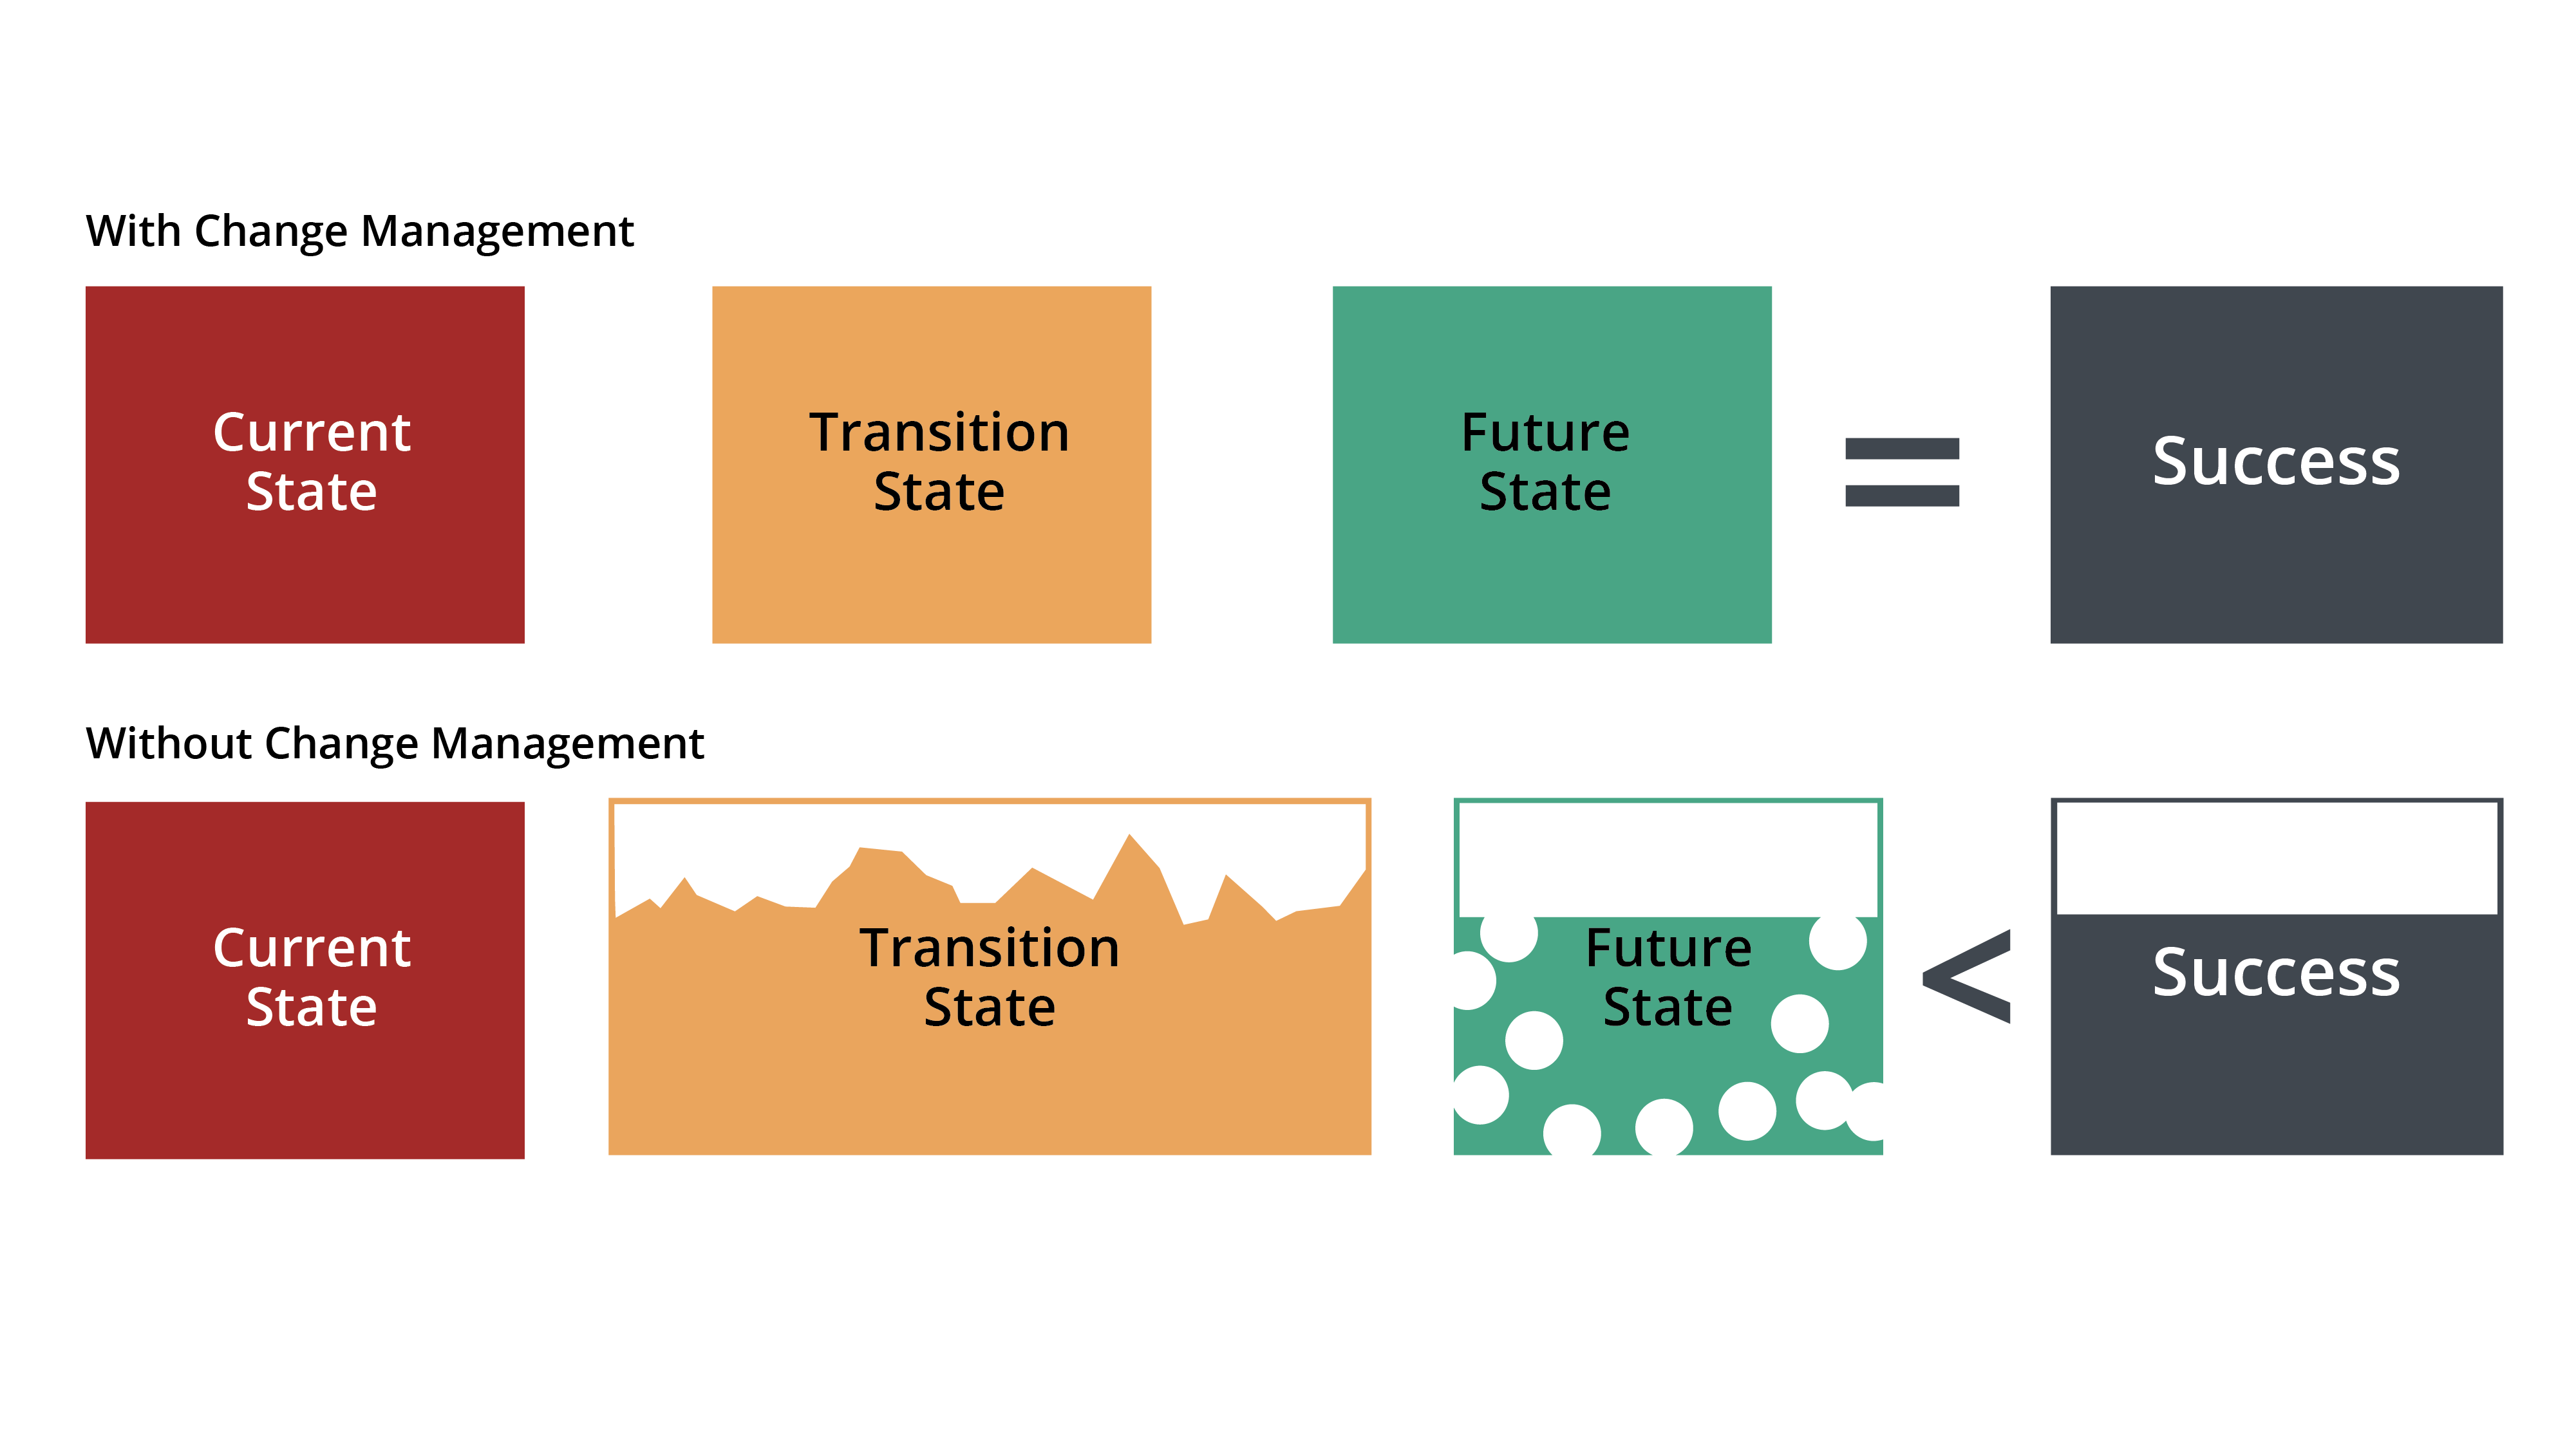 With Change Management
Current
State
Transition
State
Future
State
=
Success
Without Change Management
Current
State
Transition
State
Future
State
<
Success